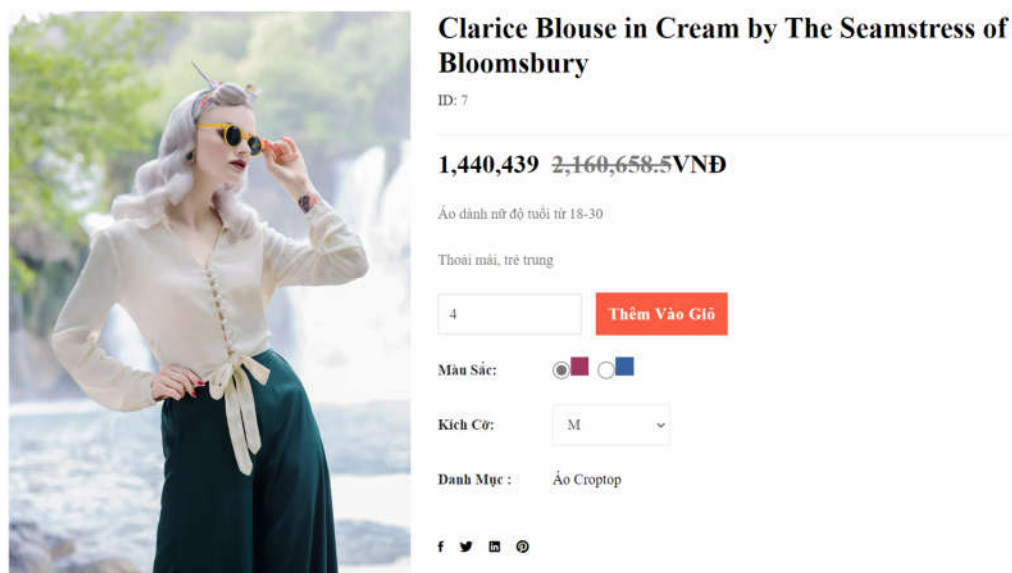 Clarice Blouse in Cream by The Seamstress of
Bloomsbury
ID: 7
1,440,439 2,160,658.5VNĐ
Áo dành nữ độ tuổi từ 18-30
Thoải mái, trẻ trung
4
Thêm Vào Giỏ
Màu Sắc:
Kích Cỡ: M
Danh Mục : Áo Croptop